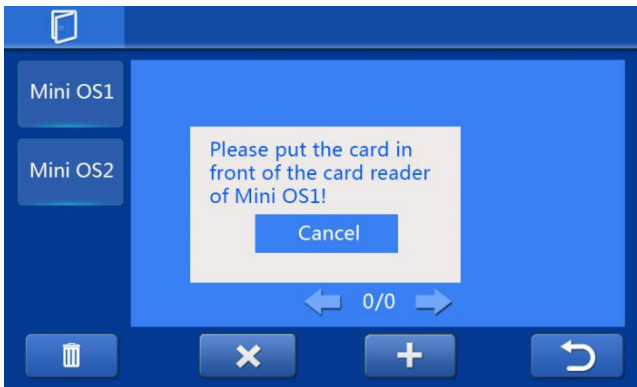 Mini OS1
Mini OS2
Please put the card in
front of the card reader
of Mini OS1!
Cancel
0/0